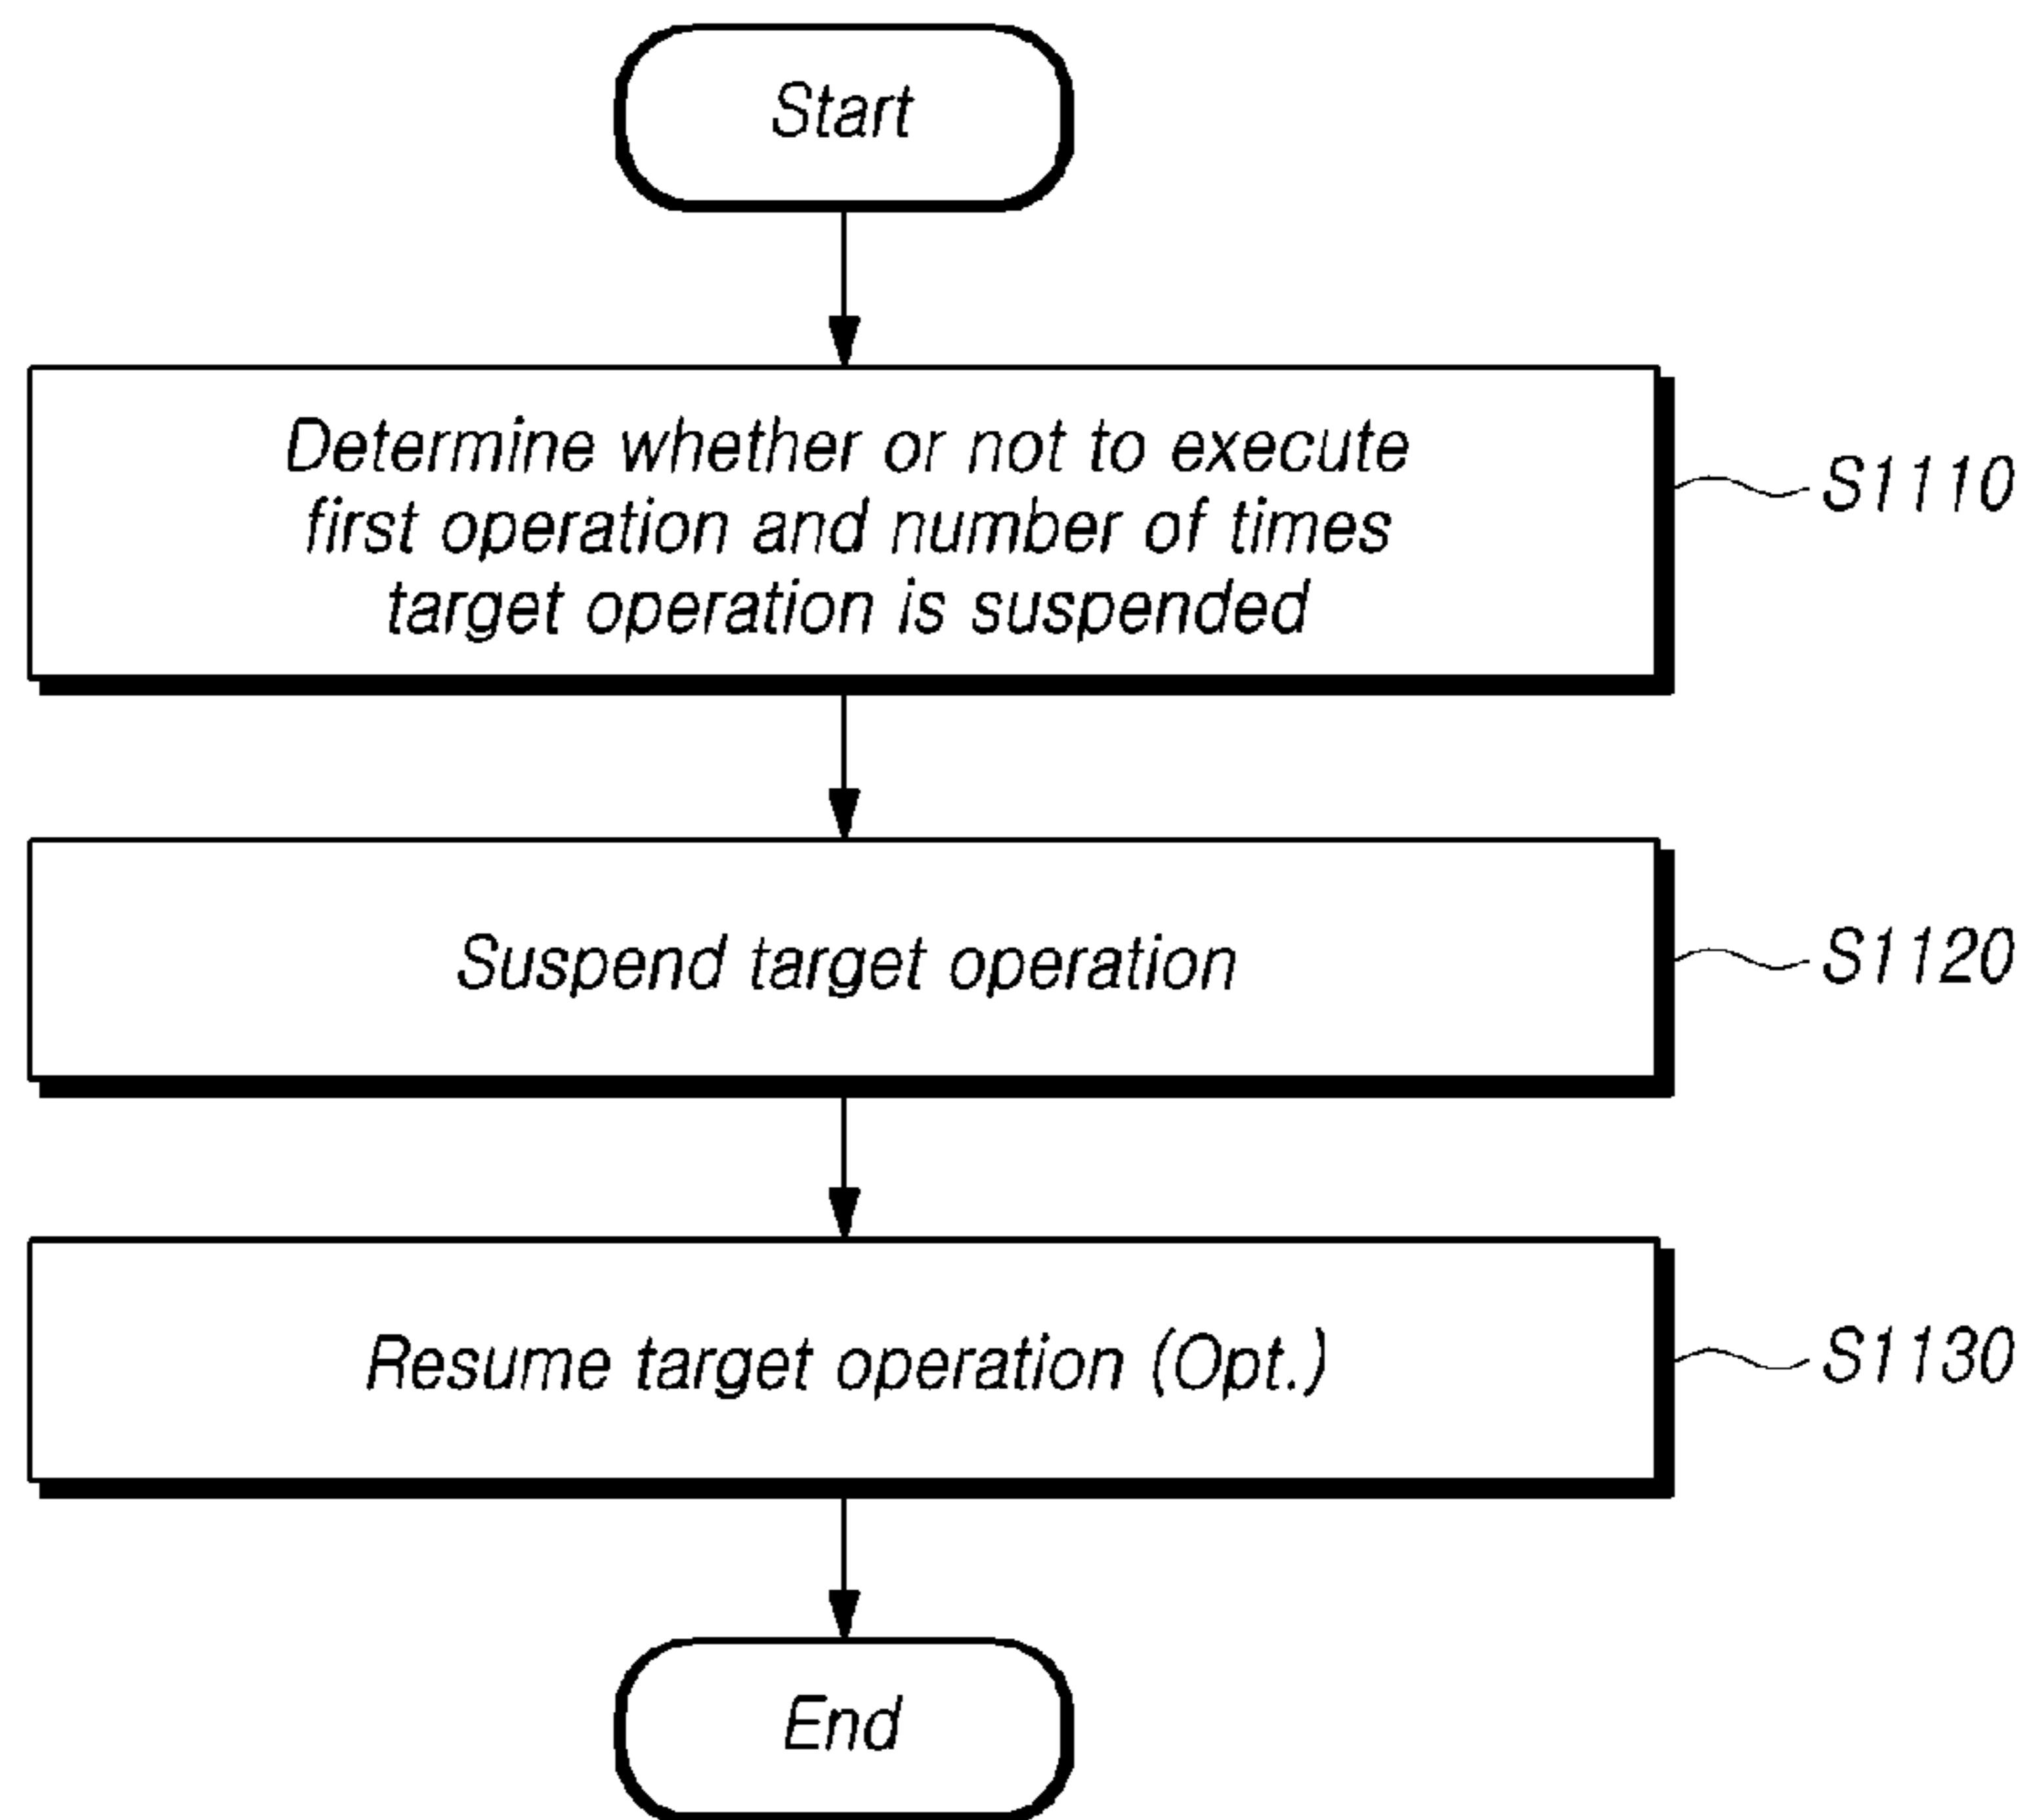 Start
Determine whether or not to execute
first operation and number of times
target operation is suspended
S1110
Suspend target operation
S1120
Resume target operation (Opt.)
S1130
End